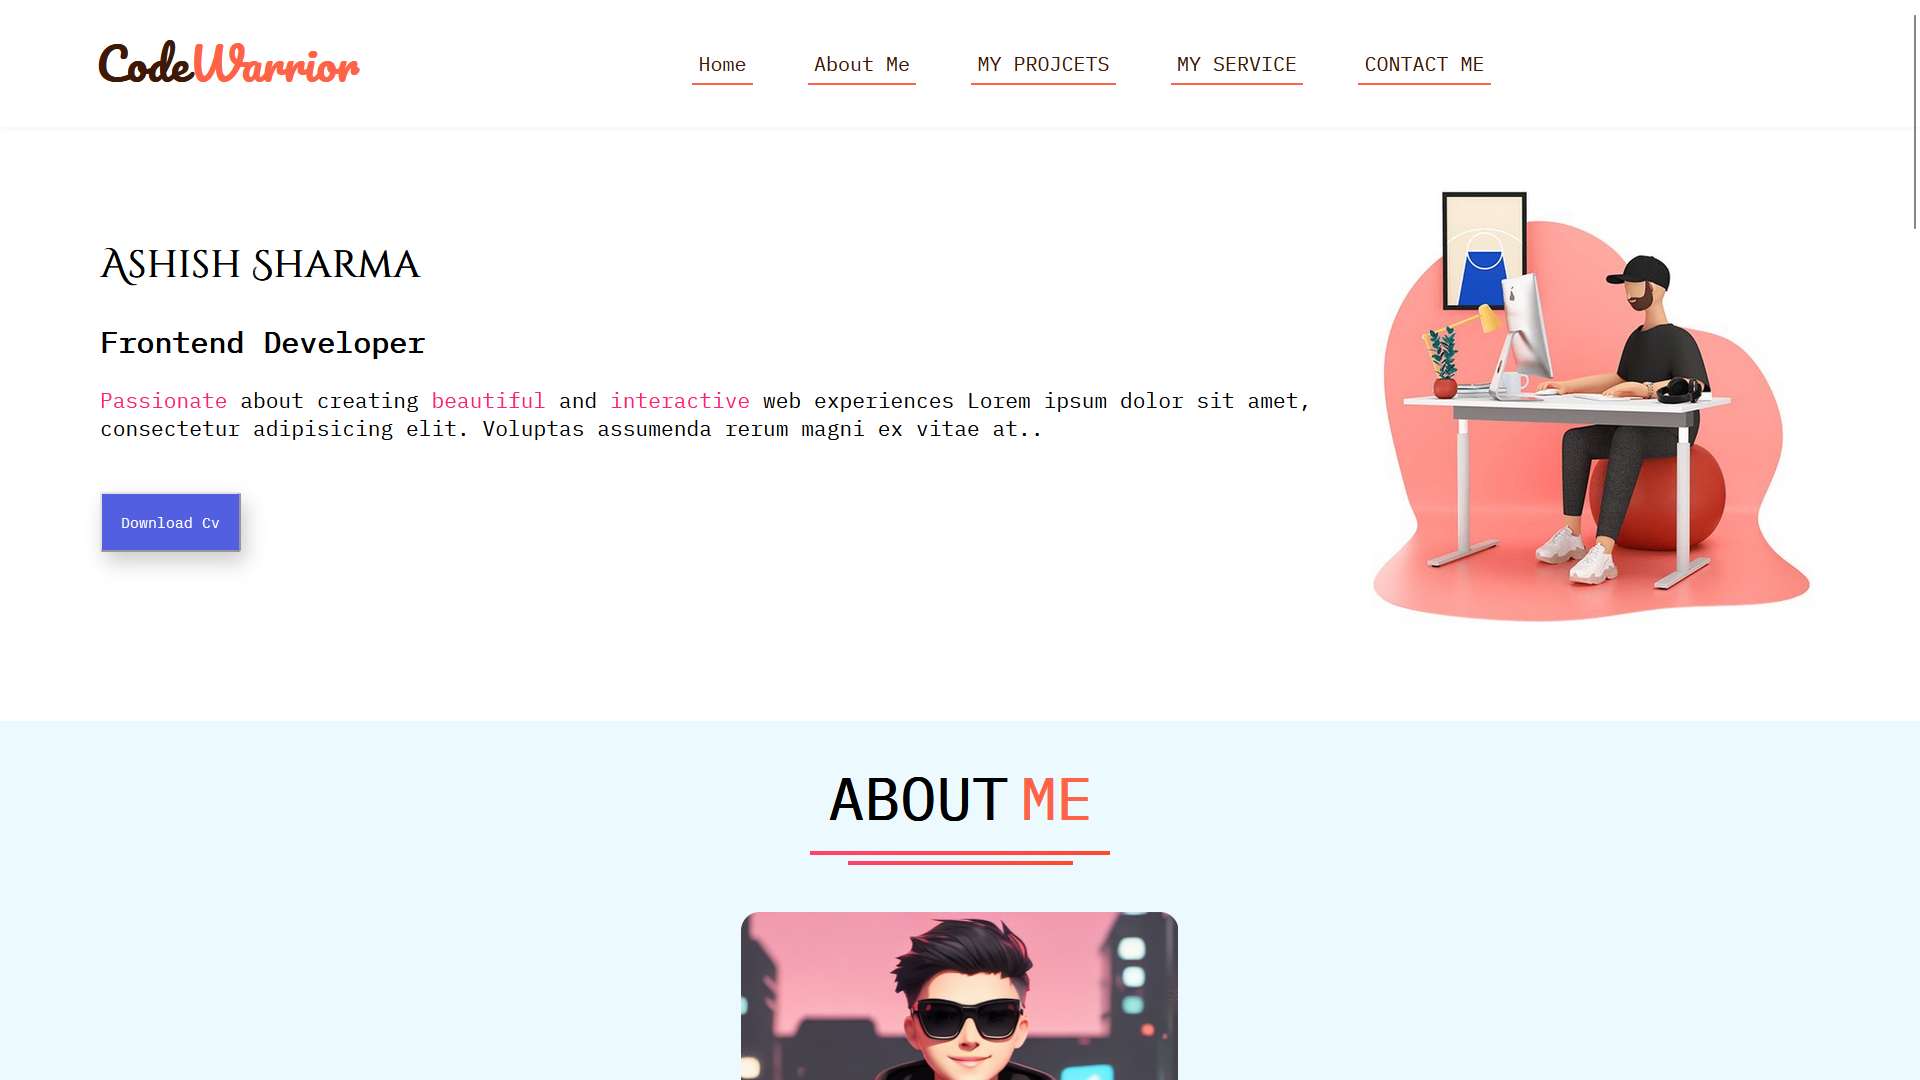 CodeWarrior
Home
About Me
MY PROJCETS
MY SERVICE
CONTACT ME
Ashish Sharma
Frontend Developer
Passionate about creating beautiful and interactive web experiences Lorem ipsum dolor sit amet,
consectetur adipisicing elit. Voluptas assumenda rerum magni ex vitae at..
Download Cv
ABOUT ME